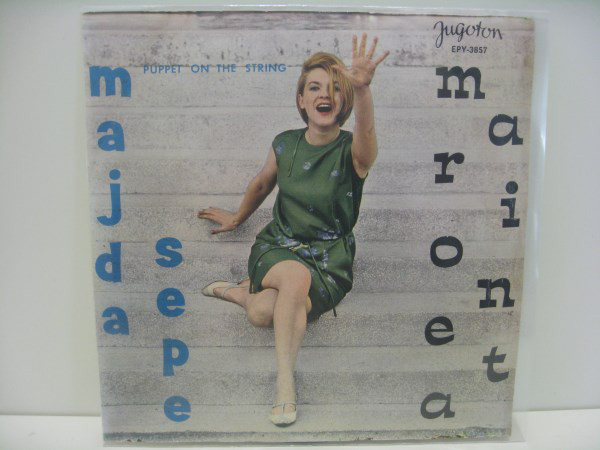 Jugoton
EPY-3857
PUPPET ON THE STRING
majda
sepe
marioneta